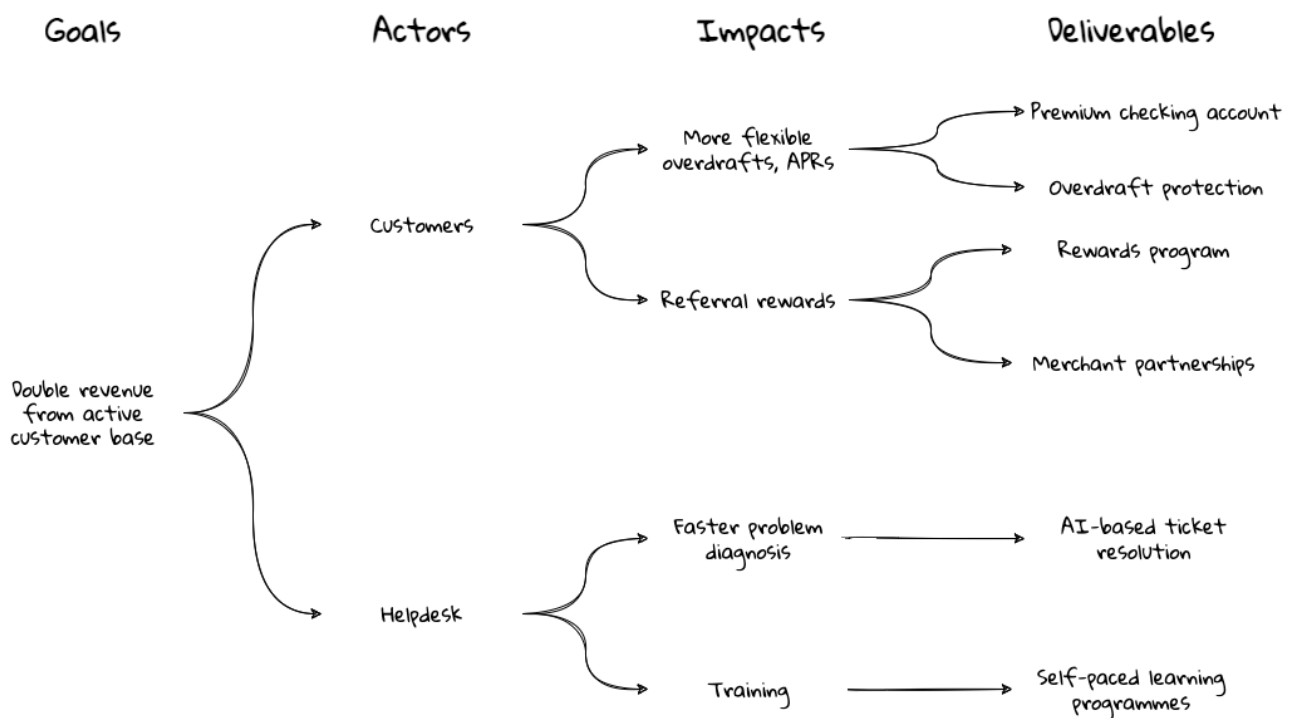 Goals
Actors
Impacts
Deliverables
Premium checking account
More flexible
overdrafts, APRs
Overdraft protection
Customers
Rewards program
Referral rewards
Merchant partnerships
Double revenue
from active
customer base
Faster problem
diagnosis
AI-based ticket
resolution
Helpdesk
Training
Self-paced learning
programmes